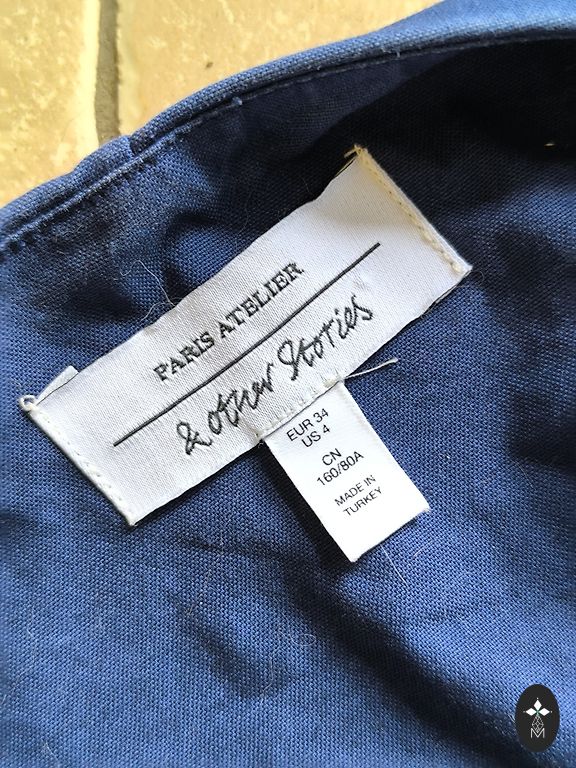 PARIS ATELIER
& other Stories
EUR 34
US 4
CN
160/80A
MADE IN
TURKEY
M